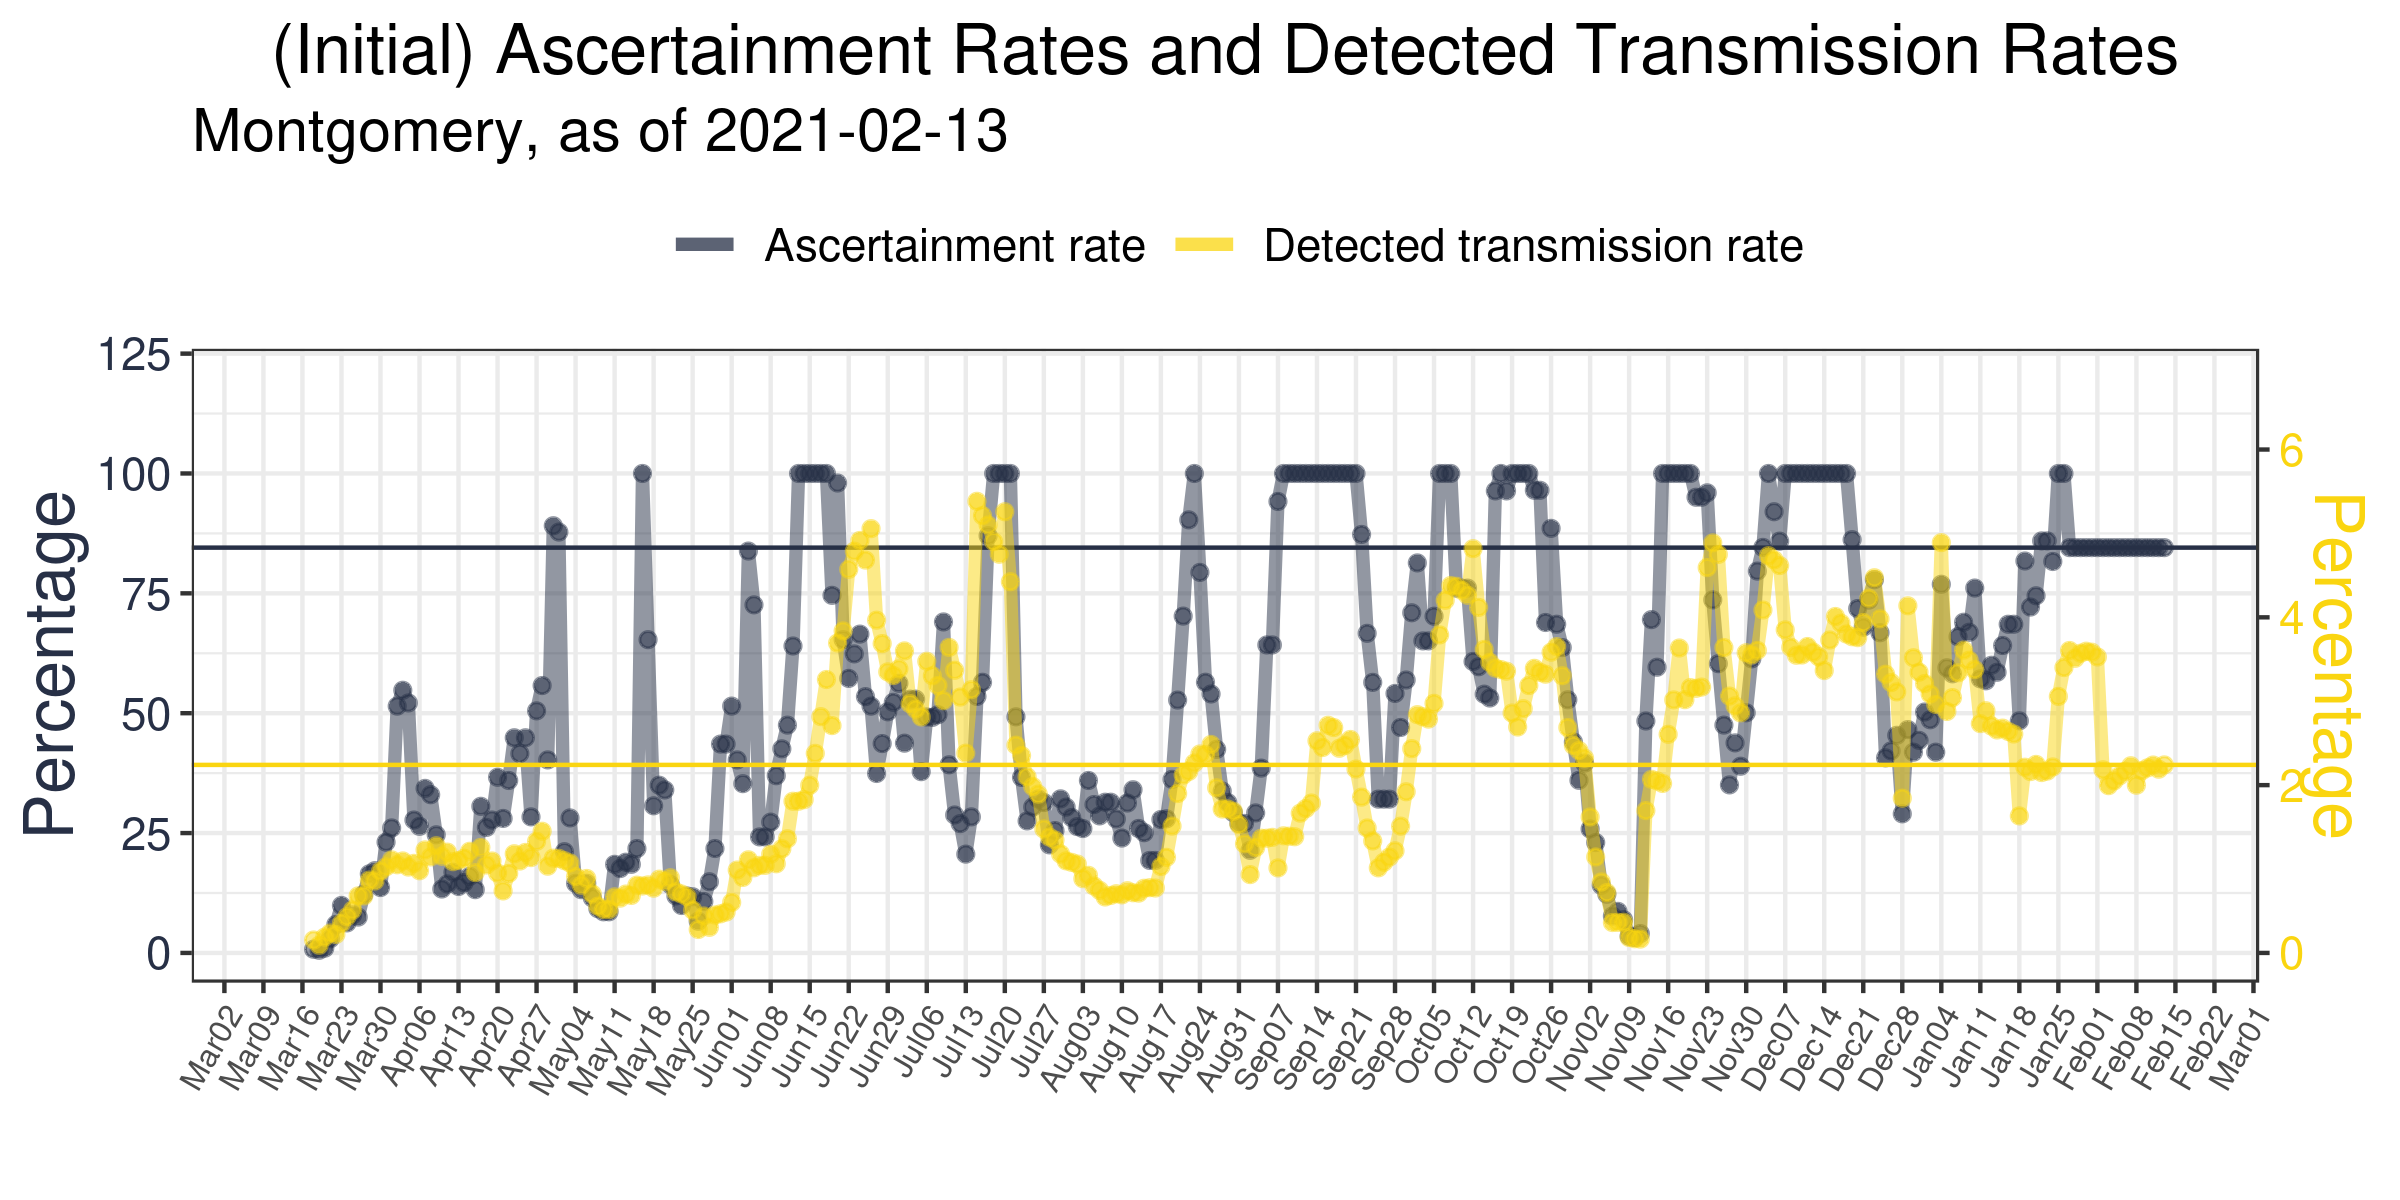 (Initial) Ascertainment Rates and Detected Transmission Rates
Montgomery, as of 2021-02-13
Ascertainment rate
Detected transmission rate
Percentage
125
100
75
50
25
0
6
4
2
0
Percentage
Mar02
Mar09
Mar16
Mar23
Mar30
Apr06
Apr13
Apr20
Apr27
May04
May11
May18
May25
Jun01
Jun08
Jun15
Jun22
Jun29
Jul06
Jul13
Jul20
Jul27
Aug03
Aug10
Aug17
Aug24
Aug31
Sep07
Sep14
Sep21
Sep28
Oct05
Oct12
Oct19
Oct26
Nov02
Nov09
Nov16
Nov23
Nov30
Dec07
Dec14
Dec21
Dec28
Jan04
Jan11
Jan18
Jan25
Feb01
Feb08
Feb15
Feb22
Mar01